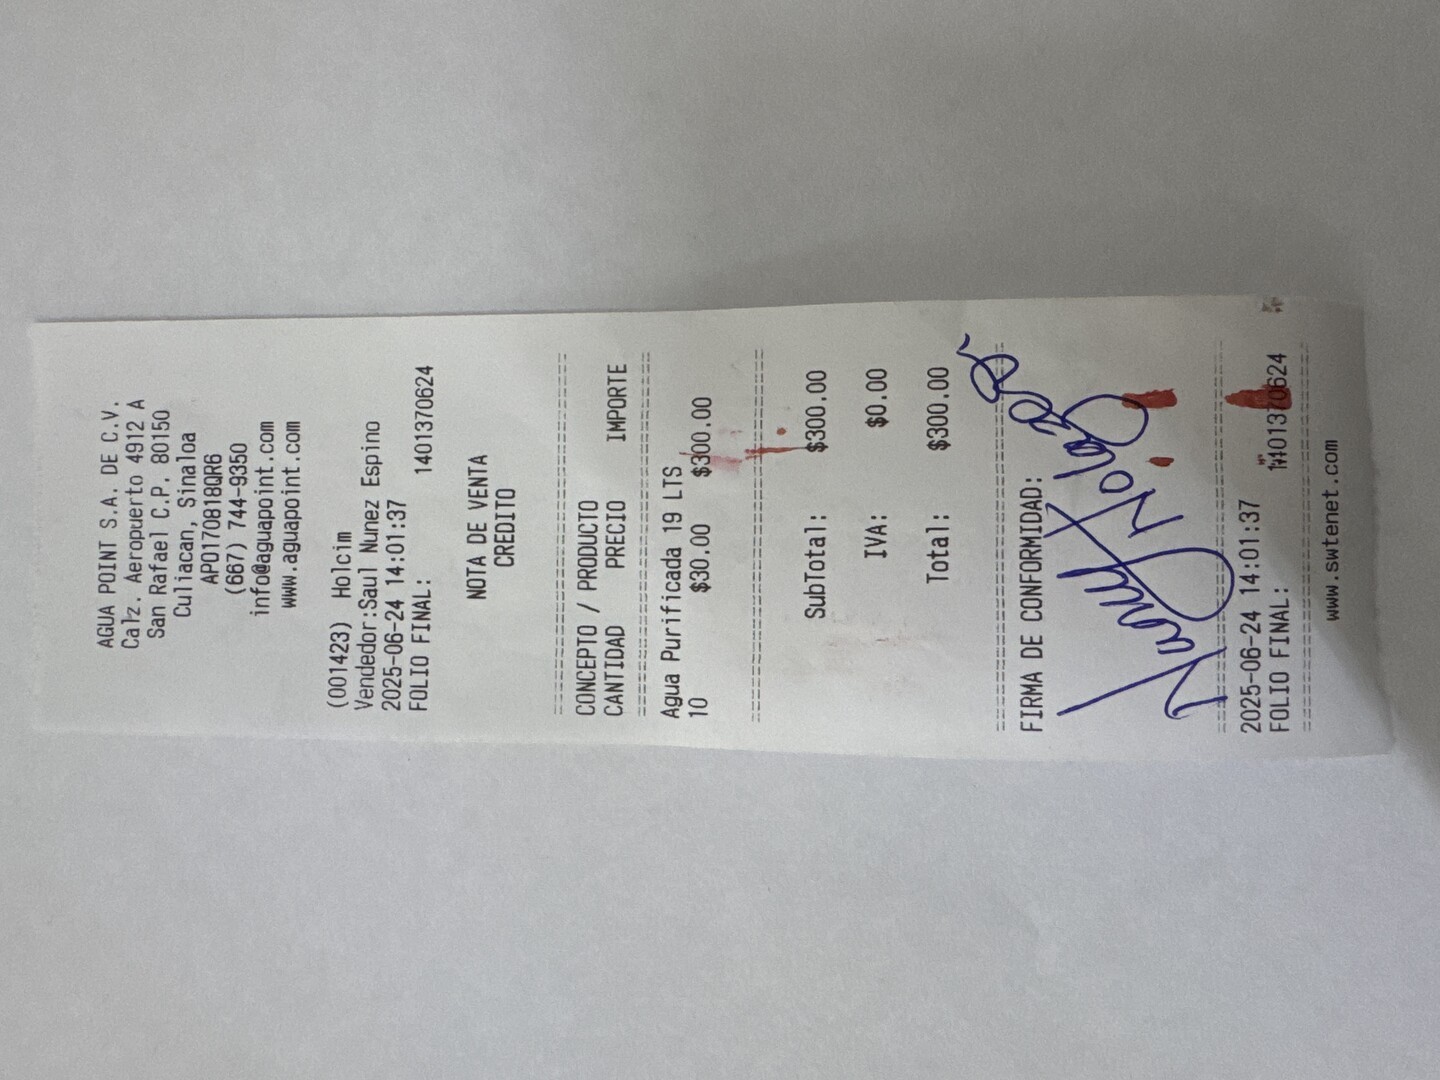 AGUA POINT S.A. DE C.V.
Calz. Aeropuerto 4912 A
San Rafael C.P. 80150
Culiacan, Sinaloa
APO170818QR6
(667) 744-9350
info@aguapoint.com
www.aguapoint.com
(001423) Holcim
Vendedor:Saul Nunez Espino
2025-06-24 14:01:37
FOLIO FINAL: 1401370624
NOTA DE VENTA
CREDITO
CONCEPTO / PRODUCTO
CANTIDAD PRECIO IMPORTE
Agua Purificada 19 LTS
10 $30.00 $300.00
SubTotal: $300.00
IVA: $0.00
Total: $300.00
FIRMA DE CONFORMIDAD:
Nolazco
2025-06-24 14:01:37
FOLIO FINAL: 1401370624
www.swtenet.com